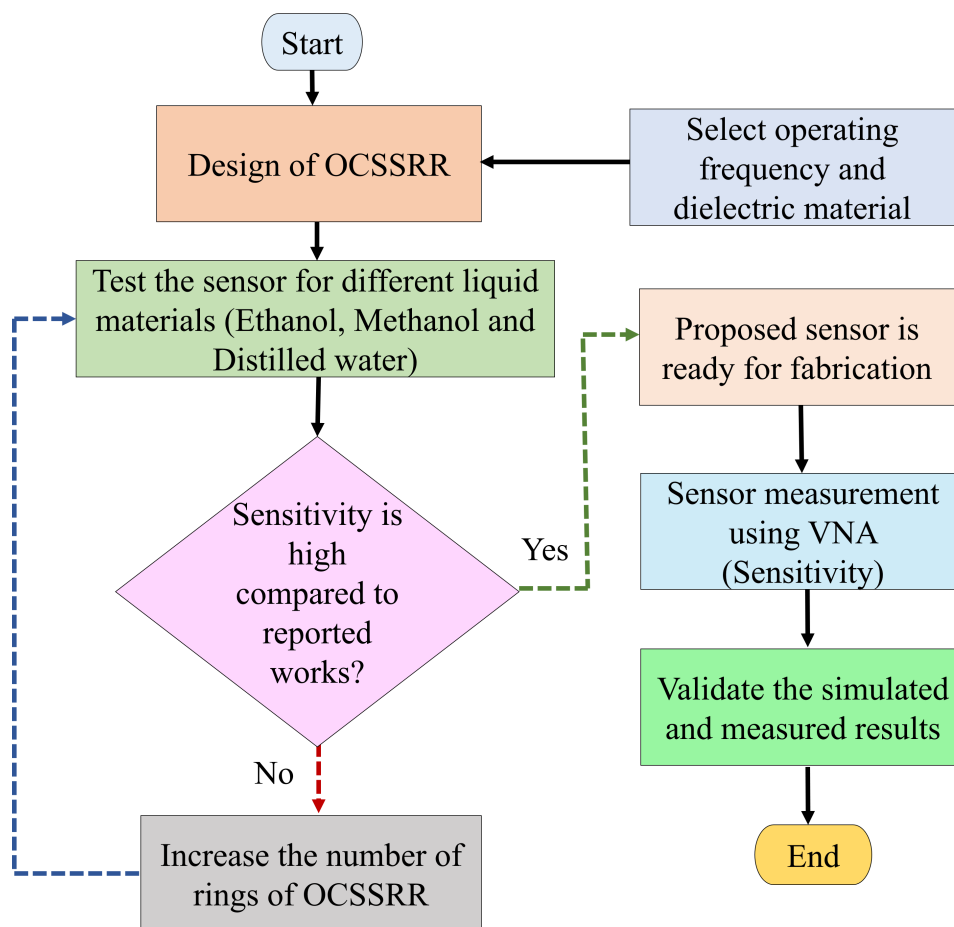 Start
Design of OCSSRR
Select operating
frequency and
dielectric material
Test the sensor for different liquid
materials (Ethanol, Methanol and
Distilled water)
Sensitivity is
high
compared to
reported
works?
Yes
No
Increase the number of
rings of OCSSRR
Proposed sensor is
ready for fabrication
Sensor measurement
using VNA
(Sensitivity)
Validate the simulated
and measured results
End